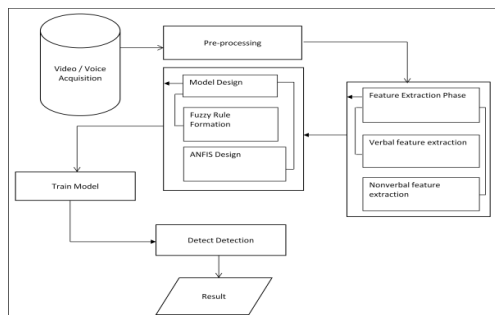 Video / Voice
Acquisition
Pre-processing
Model Design
Fuzzy Rule
Formation
ANFIS Design
Feature Extraction Phase
Verbal feature extraction
Nonverbal feature
extraction
Train Model
Detect Detection
Result